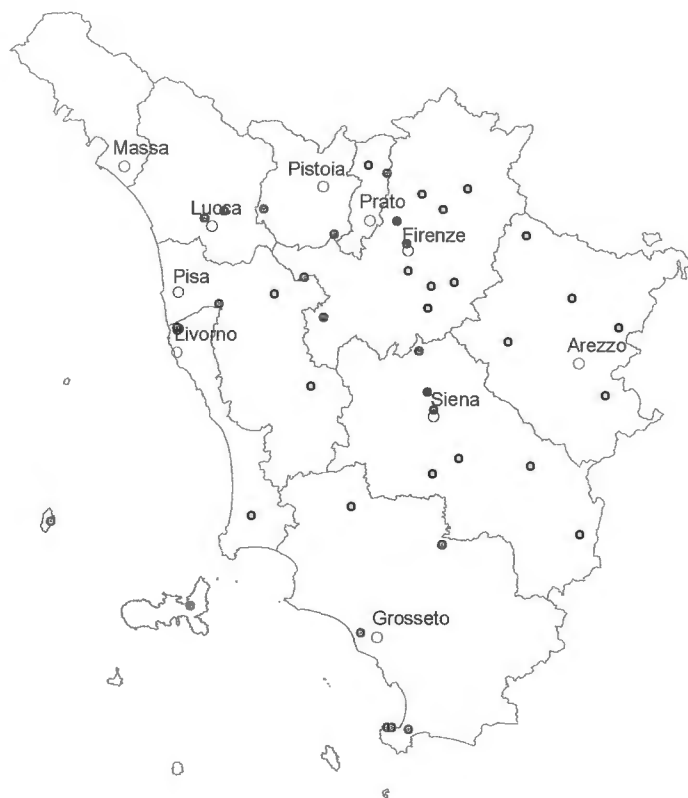 Massa
Pistoia
Lucca
Prato
Firenze
Pisa
Livorno
Arezzo
Siena
Grosseto